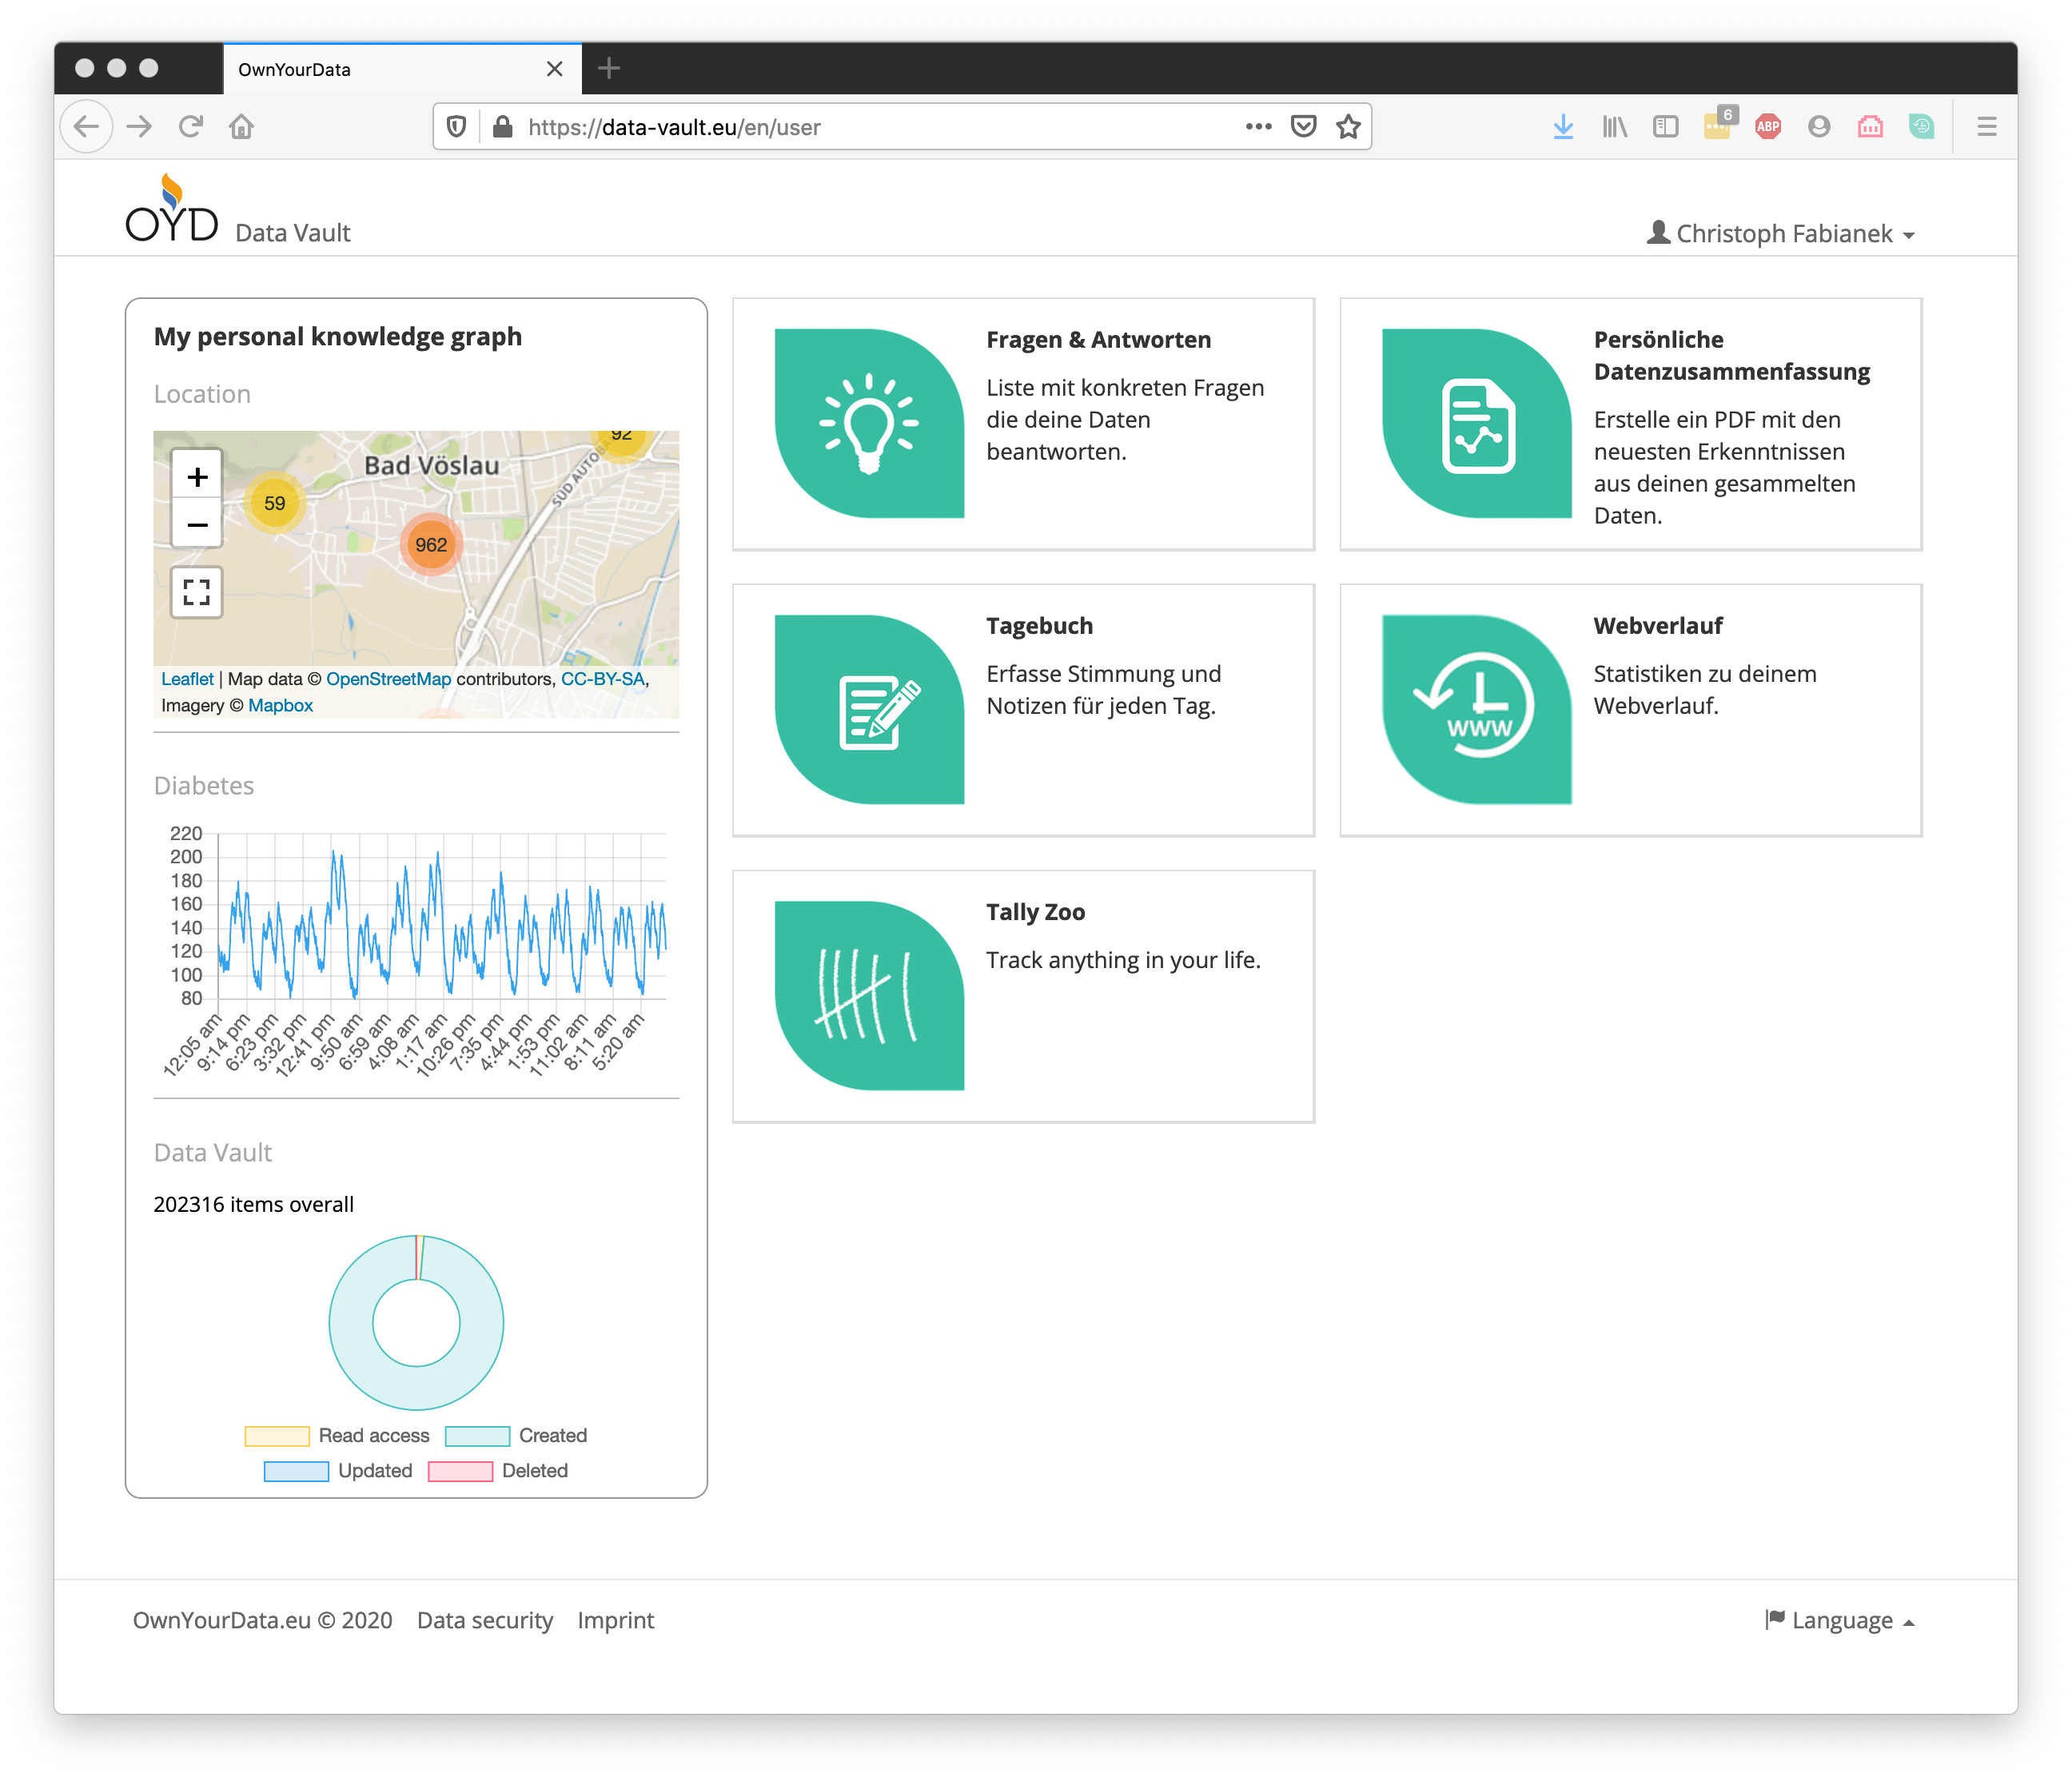 OwnYourData
https://data-vault.eu/en/user
6
ABP
OYD Data Vault
Christoph Fabianek
My personal knowledge graph
Location
92
Bad Vöslau
SÜD AUTOBA
59
962
+
−
Leaflet | Map data © OpenStreetMap contributors, CC-BY-SA,
Imagery © Mapbox
Diabetes
220
200
180
160
140
120
100
80
12:05 am
9:14 pm
6:23 pm
3:32 pm
12:41 pm
9:50 am
6:59 am
4:08 am
1:17 am
10:26 pm
7:35 pm
4:44 pm
1:53 pm
11:02 am
8:11 am
5:20 am
Data Vault
202316 items overall
Read access
Created
Updated
Deleted
Fragen & Antworten
Liste mit konkreten Fragen
die deine Daten
beantworten.
Persönliche
Datenzusammenfassung
Erstelle ein PDF mit den
neuesten Erkenntnissen
aus deinen gesammelten
Daten.
Tagebuch
Erfasse Stimmung und
Notizen für jeden Tag.
WWW
Webverlauf
Statistiken zu deinem
Webverlauf.
Tally Zoo
Track anything in your life.
OwnYourData.eu © 2020 Data security Imprint
Language